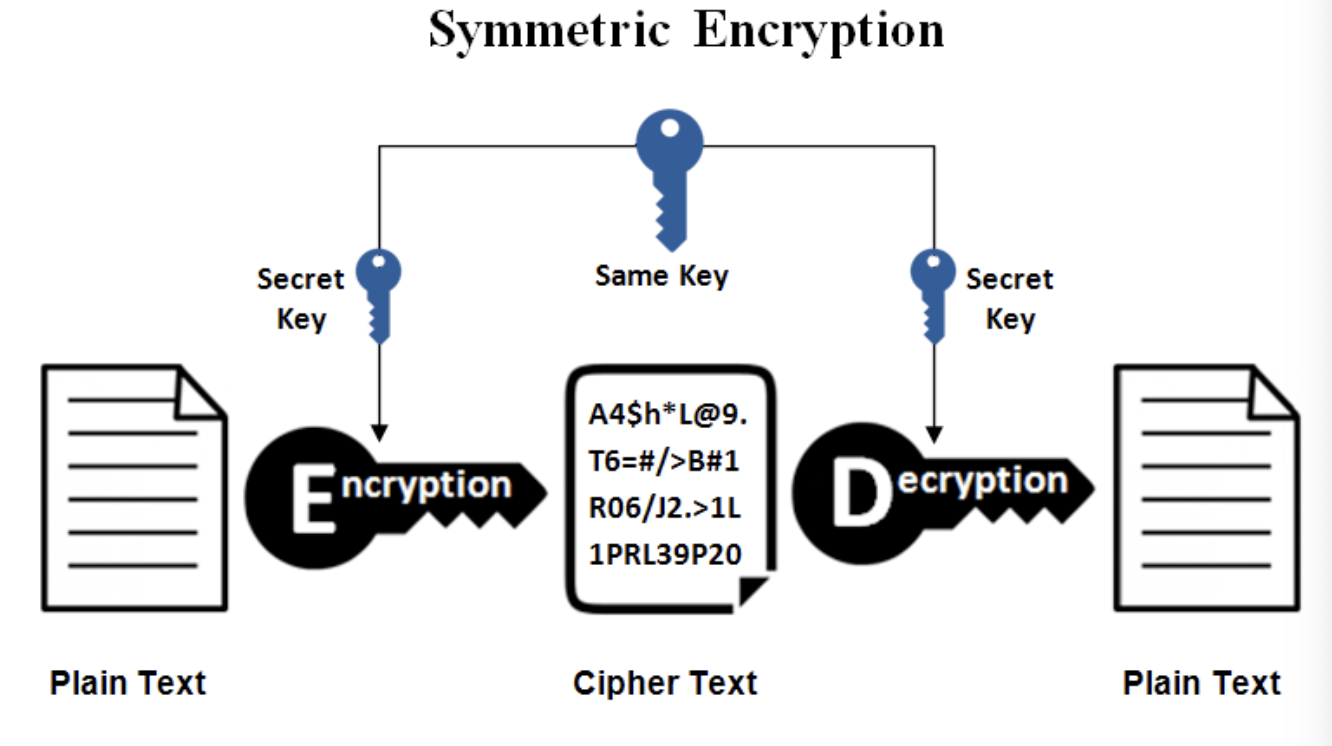 Symmetric Encryption
Same Key
Secret
Key
Secret
Key
Encryption
A4$h*L@9.
T6=#/>B#1
R06/J2.>1L
1PRL39P20
Decryption
Plain Text
Cipher Text
Plain Text